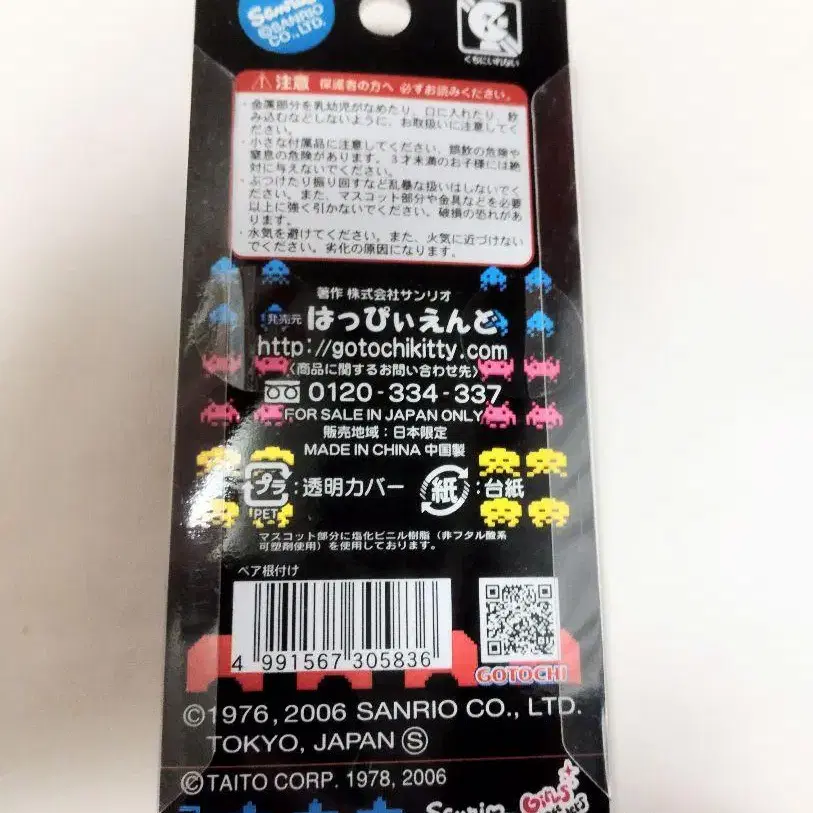 Sanrio
©SANRIO
CO., LTD.
くちにいれない
注意 保護者の方へ 必ずお読みください。
・金属部分を乳幼児がなめたり、口に入れたり、飲
み込むなどしないように、お取扱いに注意してく
ださい。
・小さな付属品に注意してください、誤飲の危険や
窒息の危険があります。3才未満のお子様には絶
対に与えないでください。
・ぶつけたり振り回すなど乱暴な扱いはしないでく
ださい。また、マスコット部分や金具などを必要
以上に強く引かないでください。破損の恐れがあ
ります。
・水気を避けてください。また、火気に近づけない
でください。劣化の原因になります。
著作 株式会社サンリオ
発売元 はっぴぃえんど
http://gotochikitty.com
〈商品に関するお問い合わせ先〉
0120-334-337
FOR SALE IN JAPAN ONLY
販売地域：日本限定
MADE IN CHINA 中国製
プラ：透明カバー 紙：台紙
PET
マスコット部分に塩化ビニル樹脂（非フタル酸系
可塑剤使用）を使用しております。
ペア根付け
4 991567 305836
GOTOCHI
©1976, 2006 SANRIO CO., LTD.
TOKYO, JAPAN Ⓢ
©TAITO CORP. 1978, 2006
Sanrio
Girls